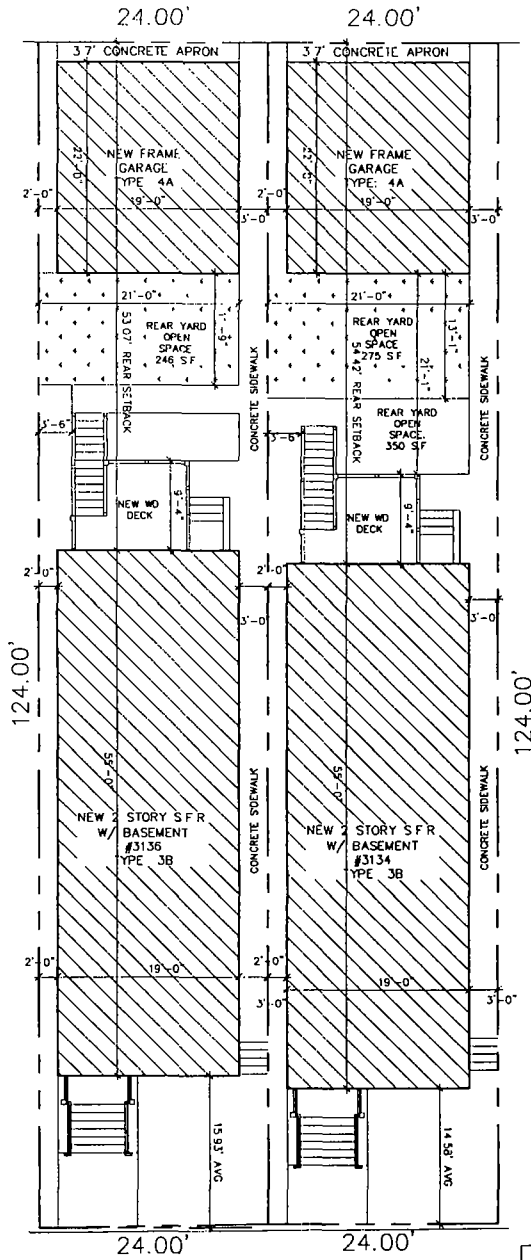 24.00' 24.00'
3 7' CONCRETE APRON
3 7' CONCRETE APRON
22'-0"
NEW FRAME
GARAGE
TYPE 4A
2'-0"
19'-0"
3'-0
22'-0"
NEW FRAME
GARAGE
TYPE: 4A
2'-0"
19'-0"
3'-0
21'-0"
53 07' REAR SETBACK
REAR YARD
OPEN
SPACE
246 S F
11'-9"
CONCRETE SIDEWALK
21'-0"
54 42' REAR SETBACK
REAR YARD
OPEN
SPACE
275 S F
21'-1"
13'-1"
CONCRETE SIDEWALK
REAR YARD
OPEN
SPACE.
350 S F
3'-6"
9'-4"
NEW WD
DECK
3'-6"
9'-4"
NEW WD
DECK
2'-0"
3'-0
2'-0"
3'-0
124.00'
124.00'
55'-0"
NEW 2 STORY S F R
W/ BASEMENT
#3136
TYPE 3B
CONCRETE SIDEWALK
55'-0"
NEW 2 STORY S F R
W/ BASEMENT
#3134
TYPE 3B
CONCRETE SIDEWALK
2'-0"
19'-0"
3'-0"
2'-0"
19'-0"
3'-0"
15 93' AVG
14 58' AVG
24.00' 24.00'